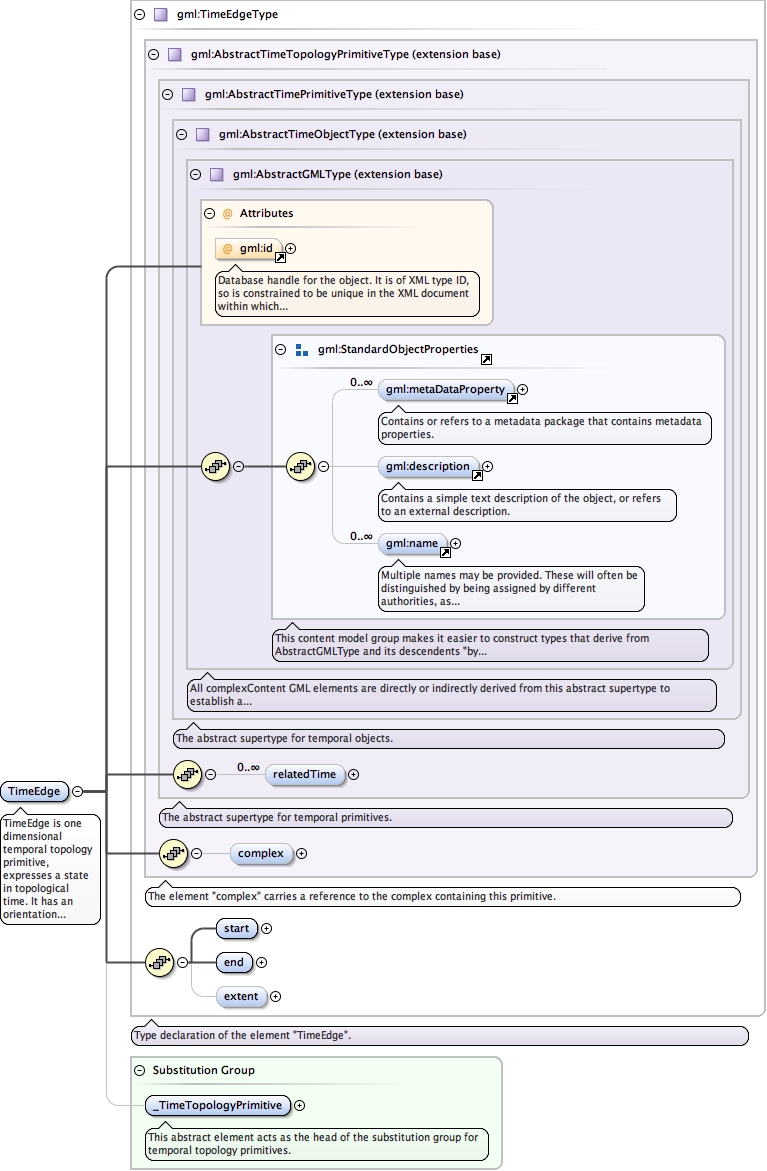 gml:TimeEdgeType
gml:AbstractTimeTopologyPrimitiveType (extension base)
gml:AbstractTimePrimitiveType (extension base)
gml:AbstractTimeObjectType (extension base)
gml:AbstractGMLType (extension base)
@ Attributes
@ gml:id
Database handle for the object. It is of XML type ID,
so is constrained to be unique in the XML document
within which...
gml:StandardObjectProperties
0..∞
gml:metaDataProperty
Contains or refers to a metadata package that contains metadata
properties.
gml:description
Contains a simple text description of the object, or refers
to an external description.
0..∞
gml:name
Multiple names may be provided. These will often be
distinguished by being assigned by different
authorities, as...
This content model group makes it easier to construct types that derive from
AbstractGMLType and its descendents "by...
All complexContent GML elements are directly or indirectly derived from this abstract supertype to
establish a...
The abstract supertype for temporal objects.
0..∞
relatedTime
The abstract supertype for temporal primitives.
TimeEdge
TimeEdge is one
dimensional
temporal topology
primitive,
expresses a state
in topological
time. It has an
orientation...
complex
The element "complex" carries a reference to the complex containing this primitive.
start
end
extent
Type declaration of the element "TimeEdge".
Substitution Group
_TimeTopologyPrimitive
This abstract element acts as the head of the substitution group for
temporal topology primitives.